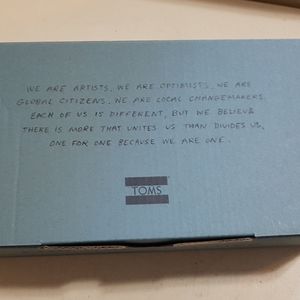 WE ARE ARTISTS. WE ARE OPTIMISTS. WE ARE
GLOBAL CITIZENS. WE ARE LOCAL CHANGEMAKERS.
EACH OF US IS DIFFERENT, BUT WE BELIEVE
THERE IS MORE THAT UNITES US THAN DIVIDES US.
ONE FOR ONE BECAUSE WE ARE ONE.
TOMS